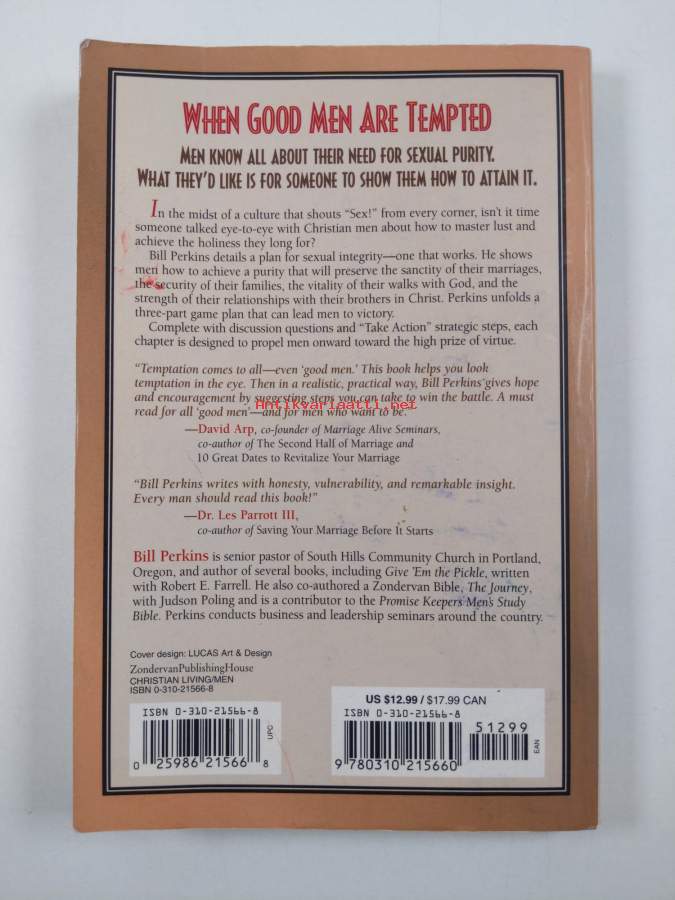 WHEN GOOD MEN ARE TEMPTED
MEN KNOW ALL ABOUT THEIR NEED FOR SEXUAL PURITY.
WHAT THEY'D LIKE IS FOR SOMEONE TO SHOW THEM HOW TO ATTAIN IT.
In the midst of a culture that shouts "Sex!" from every corner, isn't it time
someone talked eye-to-eye with Christian men about how to master lust and
achieve the holiness they long for?
Bill Perkins details a plan for sexual integrity—one that works. He shows
men how to achieve a purity that will preserve the sanctity of their marriages,
the security of their families, the vitality of their walks with God, and the
strength of their relationships with their brothers in Christ. Perkins unfolds a
three-part game plan that can lead men to victory.
Complete with discussion questions and "Take Action" strategic steps, each
chapter is designed to propel men onward toward the high prize of virtue.
"Temptation comes to all—even 'good men.' This book helps you look
temptation in the eye. Then in a realistic, practical way, Bill Perkins gives hope
and encouragement by suggesting steps you can take to win the battle. A must
Antikvariaatti.net
read for all 'good men'—and for men who want to be."
—David Arp, co-founder of Marriage Alive Seminars,
co-author of The Second Half of Marriage and
10 Great Dates to Revitalize Your Marriage
"Bill Perkins writes with honesty, vulnerability, and remarkable insight.
Every man should read this book!"
—Dr. Les Parrott III,
co-author of Saving Your Marriage Before It Starts
Bill Perkins is senior pastor of South Hills Community Church in Portland,
Oregon, and author of several books, including Give 'Em the Pickle, written
with Robert E. Farrell. He also co-authored a Zondervan Bible, The Journey,
with Judson Poling and is a contributor to the Promise Keepers Men's Study
Bible. Perkins conducts business and leadership seminars around the country.
Cover design: LUCAS Art & Design
ZondervanPublishingHouse
CHRISTIAN LIVING/MEN
ISBN 0-310-21566-8
ISBN 0-310-21566-8
UPC
0 25986 21566 8
US $12.99 / $17.99 CAN
ISBN 0-310-21566-8
51299
EAN
9 780310 215660